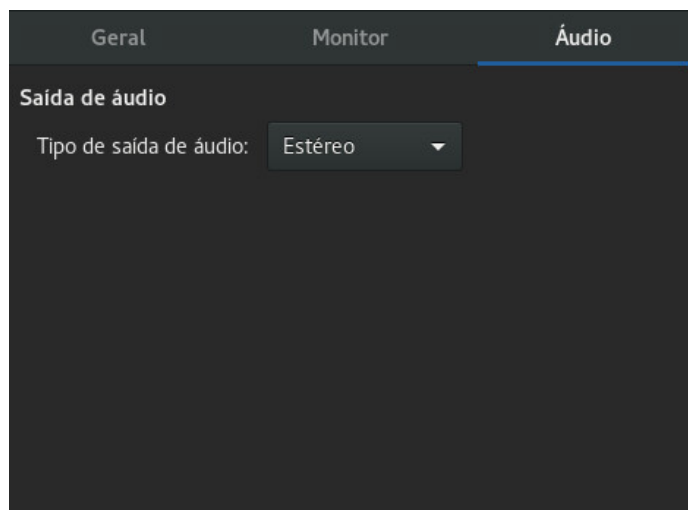 Geral Monitor Áudio
Saída de áudio
Tipo de saída de áudio: Estéreo